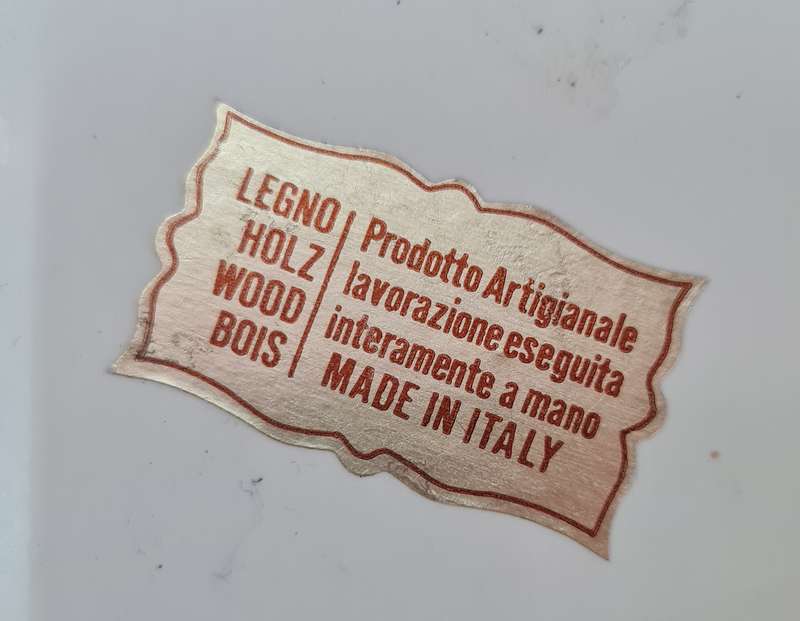 LEGNO
HOLZ
WOOD
BOIS
Prodotto Artigianale
lavorazione eseguita
interamente a mano
MADE IN ITALY